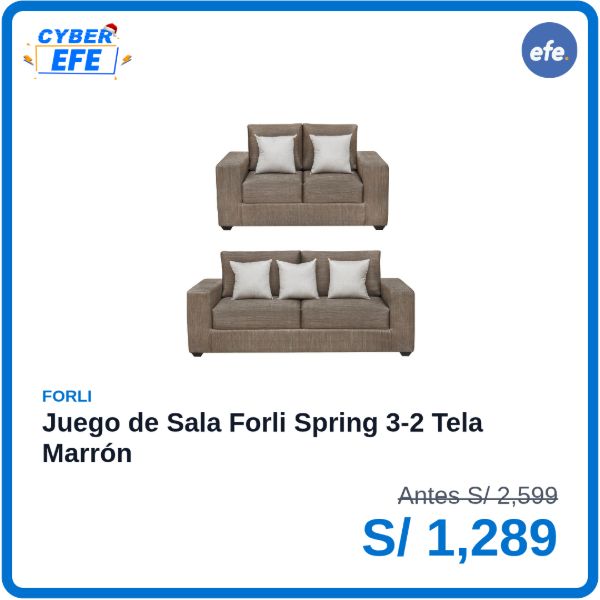 CYBER
EFE
efe.
FORLI
Juego de Sala Forli Spring 3-2 Tela
Marrón
Antes S/ 2,599
S/ 1,289